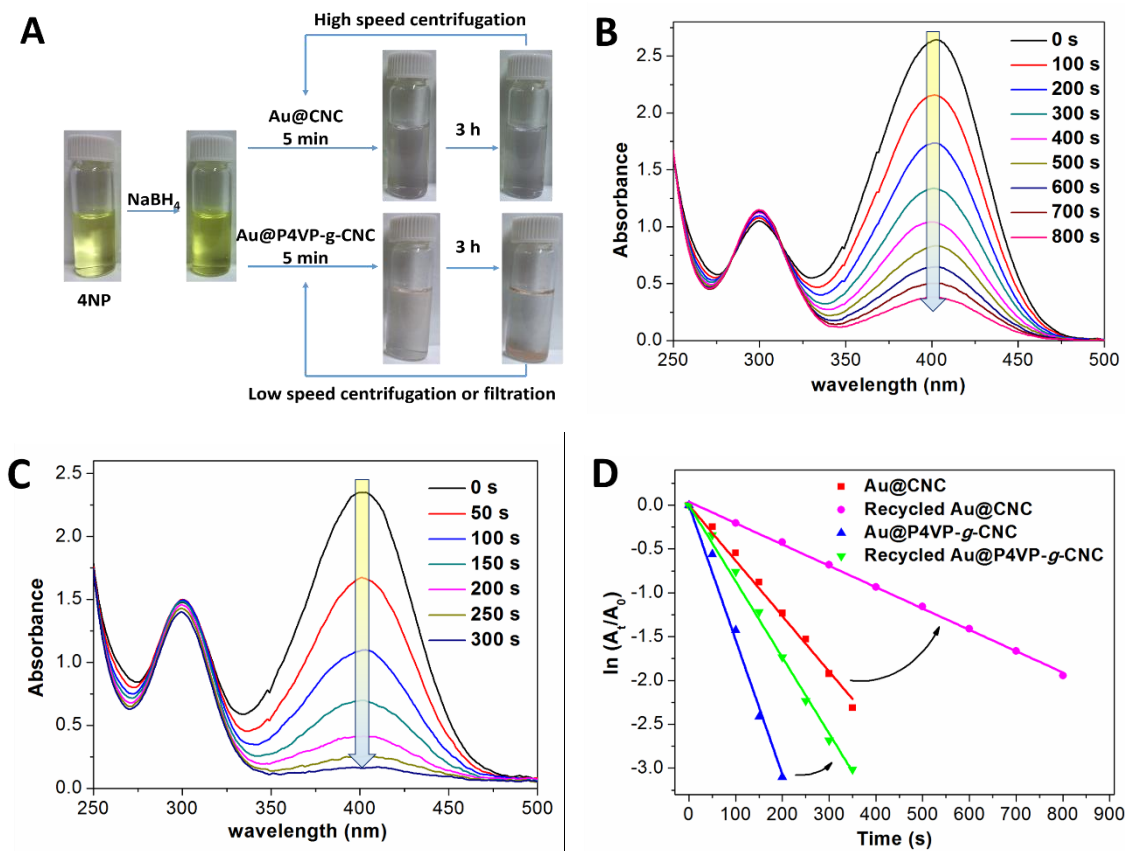 A
High speed centrifugation
Au@CNC
5 min
3 h
NaBH4
Au@P4VP-g-CNC
5 min
3 h
4NP
Low speed centrifugation or filtration
B
Absorbance
2.5
2.0
1.5
1.0
0.5
0.0
250 300 350 400 450 500
wavelength (nm)
0 s
100 s
200 s
300 s
400 s
500 s
600 s
700 s
800 s
C
Absorbance
2.5
2.0
1.5
1.0
0.5
0.0
250 300 350 400 450 500
wavelength (nm)
0 s
50 s
100 s
150 s
200 s
250 s
300 s
D
ln (At/A0)
0.0
-0.5
-1.0
-1.5
-2.0
-2.5
-3.0
0 100 200 300 400 500 600 700 800 900
Time (s)
Au@CNC
Recycled Au@CNC
Au@P4VP-g-CNC
Recycled Au@P4VP-g-CNC